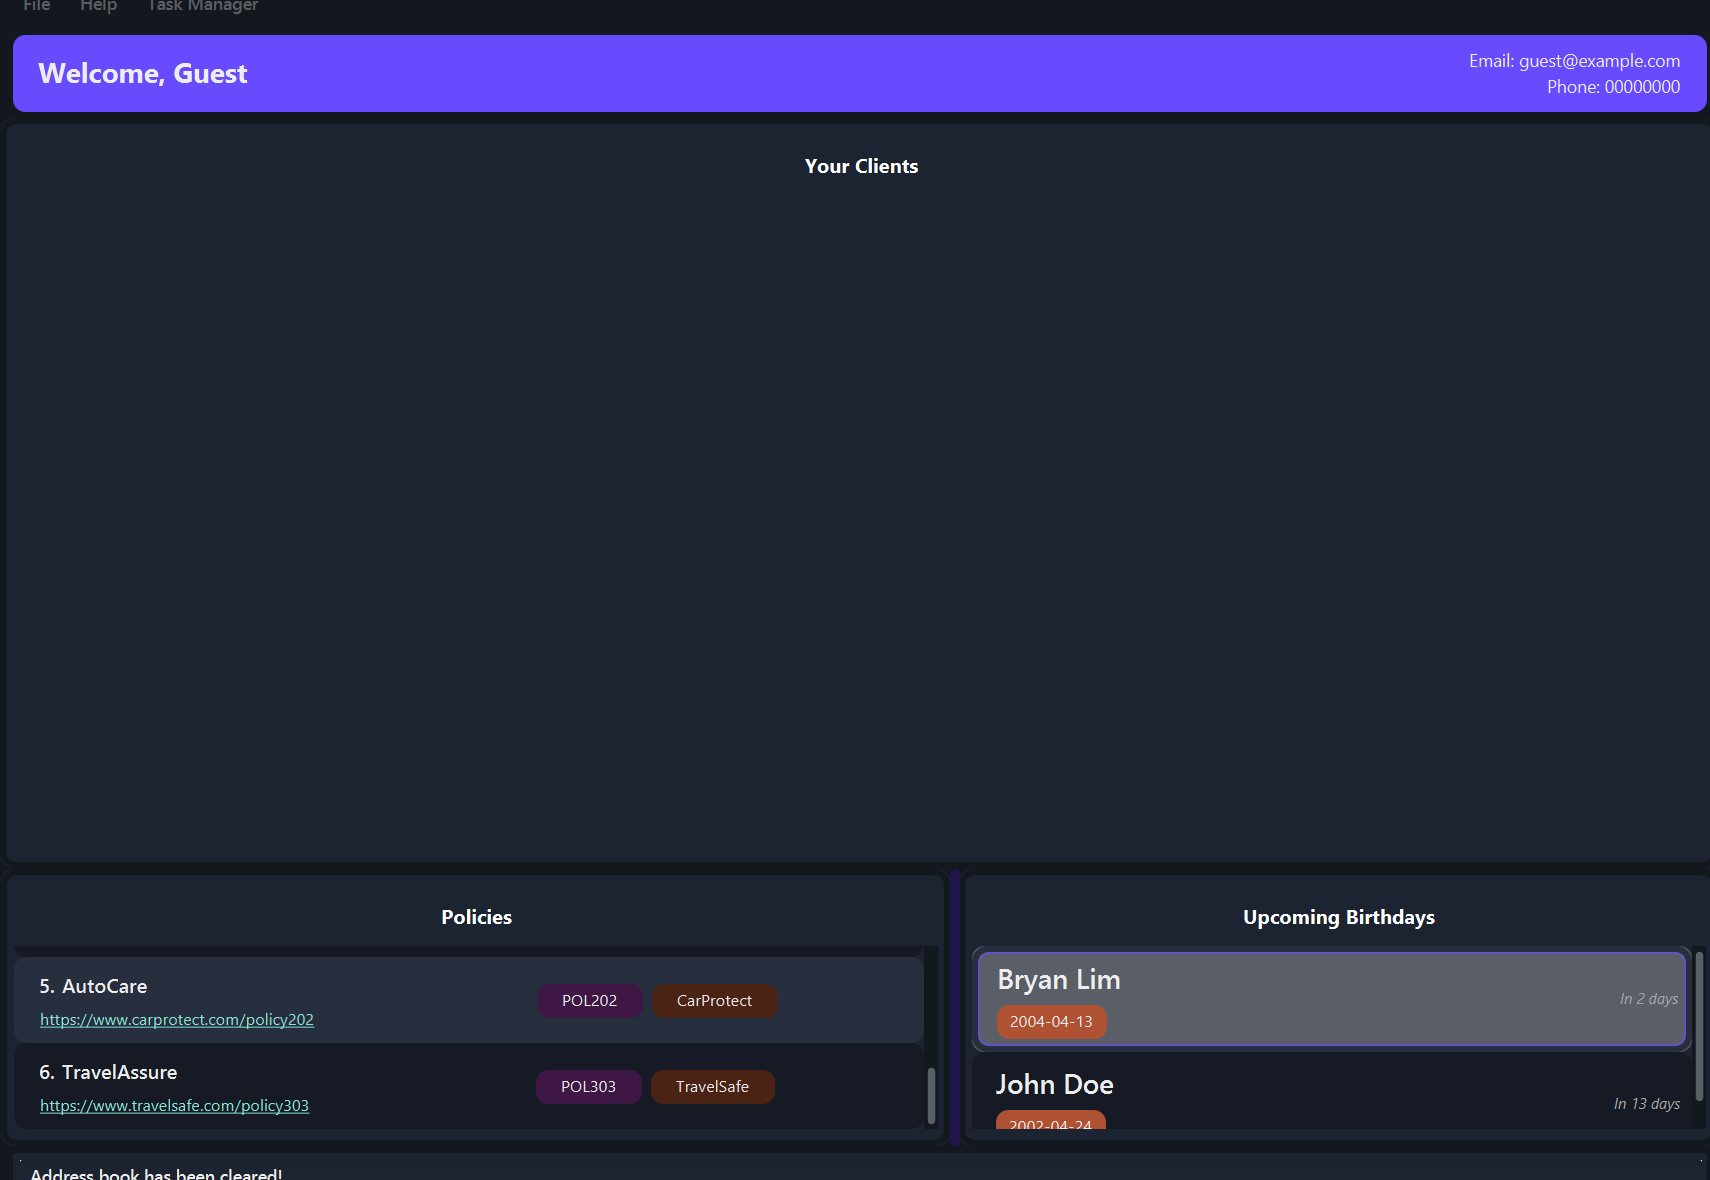 File Help Task Manager
Welcome, Guest
Email: guest@example.com
Phone: 00000000
Your Clients
Policies
5. AutoCare
https://www.carprotect.com/policy202
POL202
CarProtect
6. TravelAssure
https://www.travelsafe.com/policy303
POL303
TravelSafe
Upcoming Birthdays
Bryan Lim
2004-04-13
In 2 days
John Doe
2002-04-24
In 13 days
Address book has been cleared!